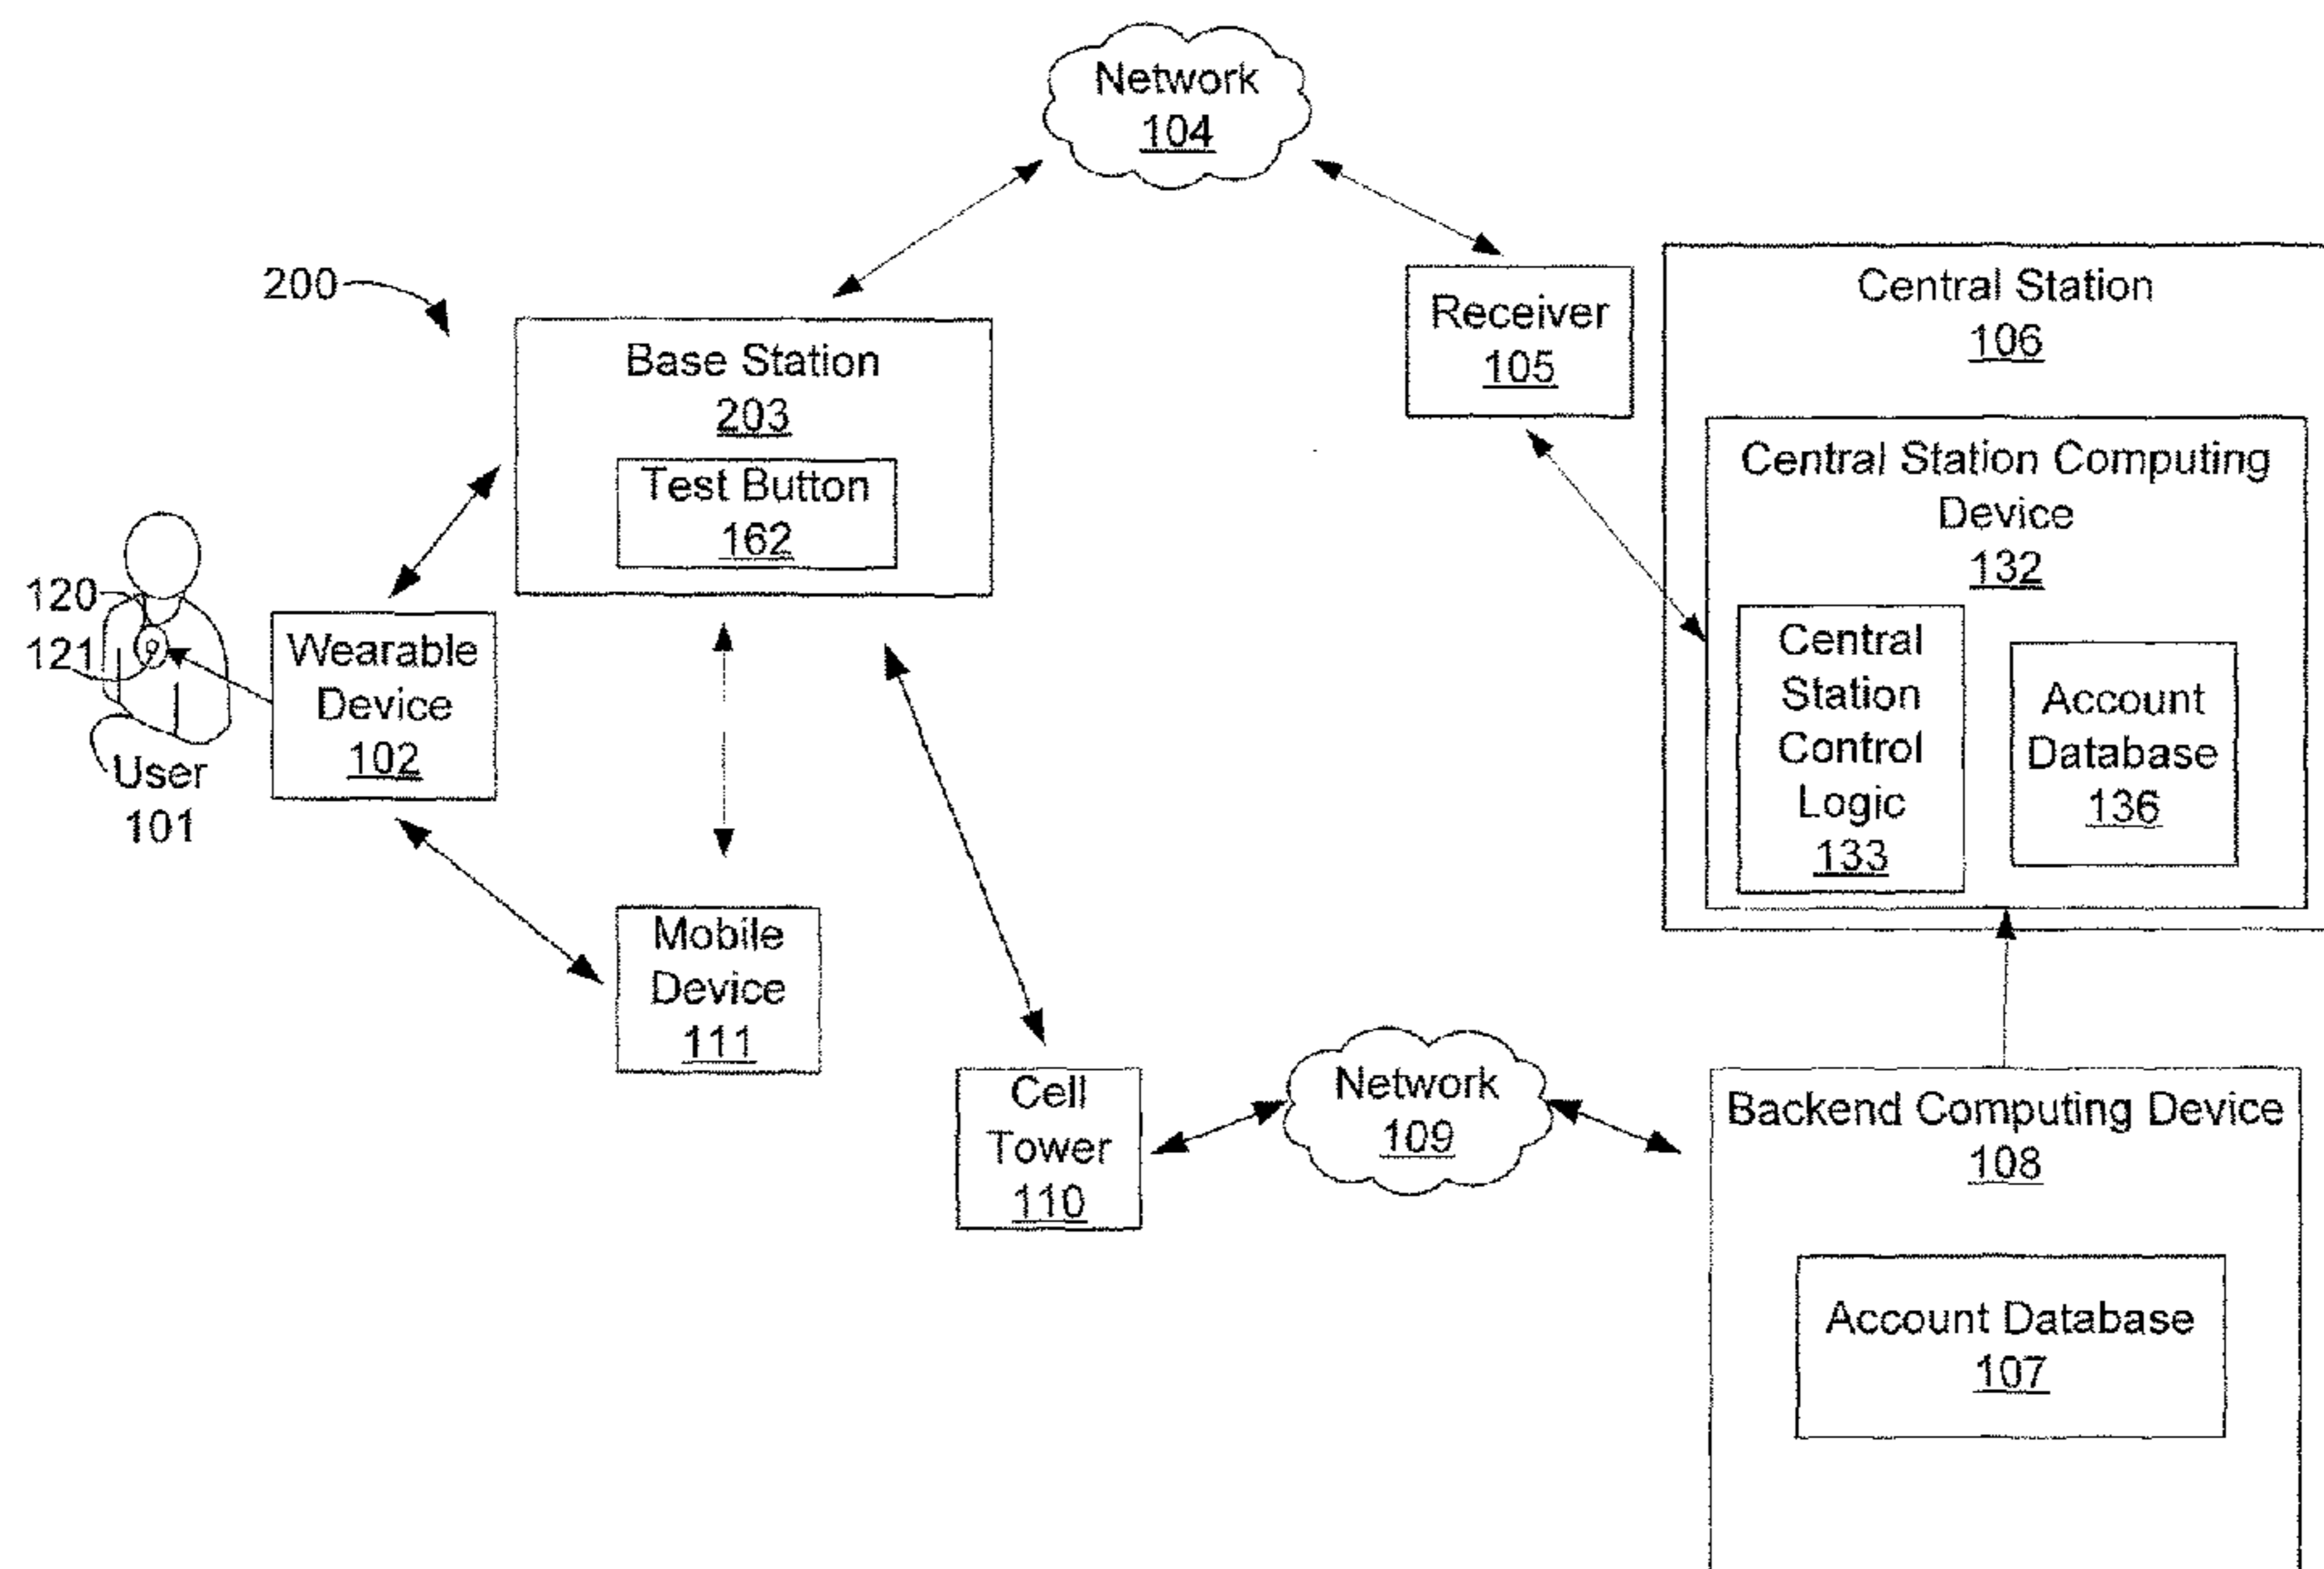 Network
104
200
Base Station
203
Test Button
162
Receiver
105
Central Station
106
Central Station Computing
Device
132
Central
Station
Control
Logic
133
Account
Database
136
120
121
User
101
Wearable
Device
102
Mobile
Device
111
Cell
Tower
110
Network
109
Backend Computing Device
108
Account Database
107